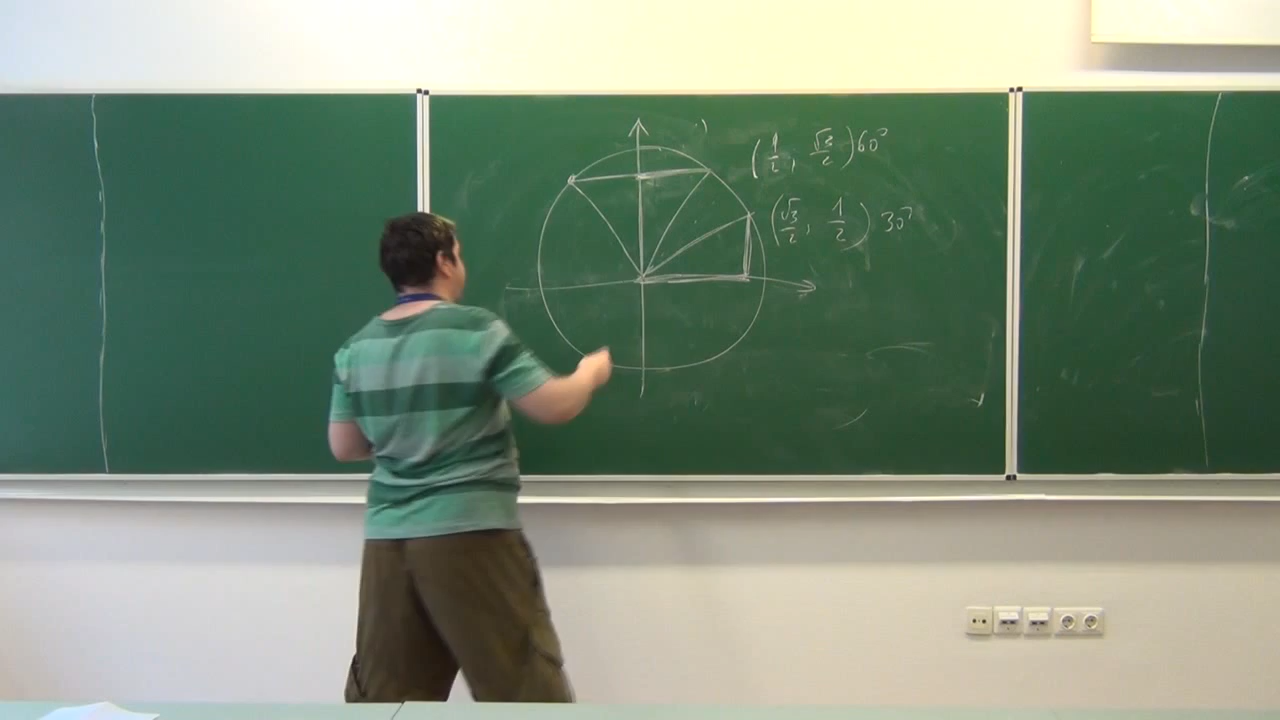 (1/2, √3/2) 60°
(√3/2, 1/2) 30°